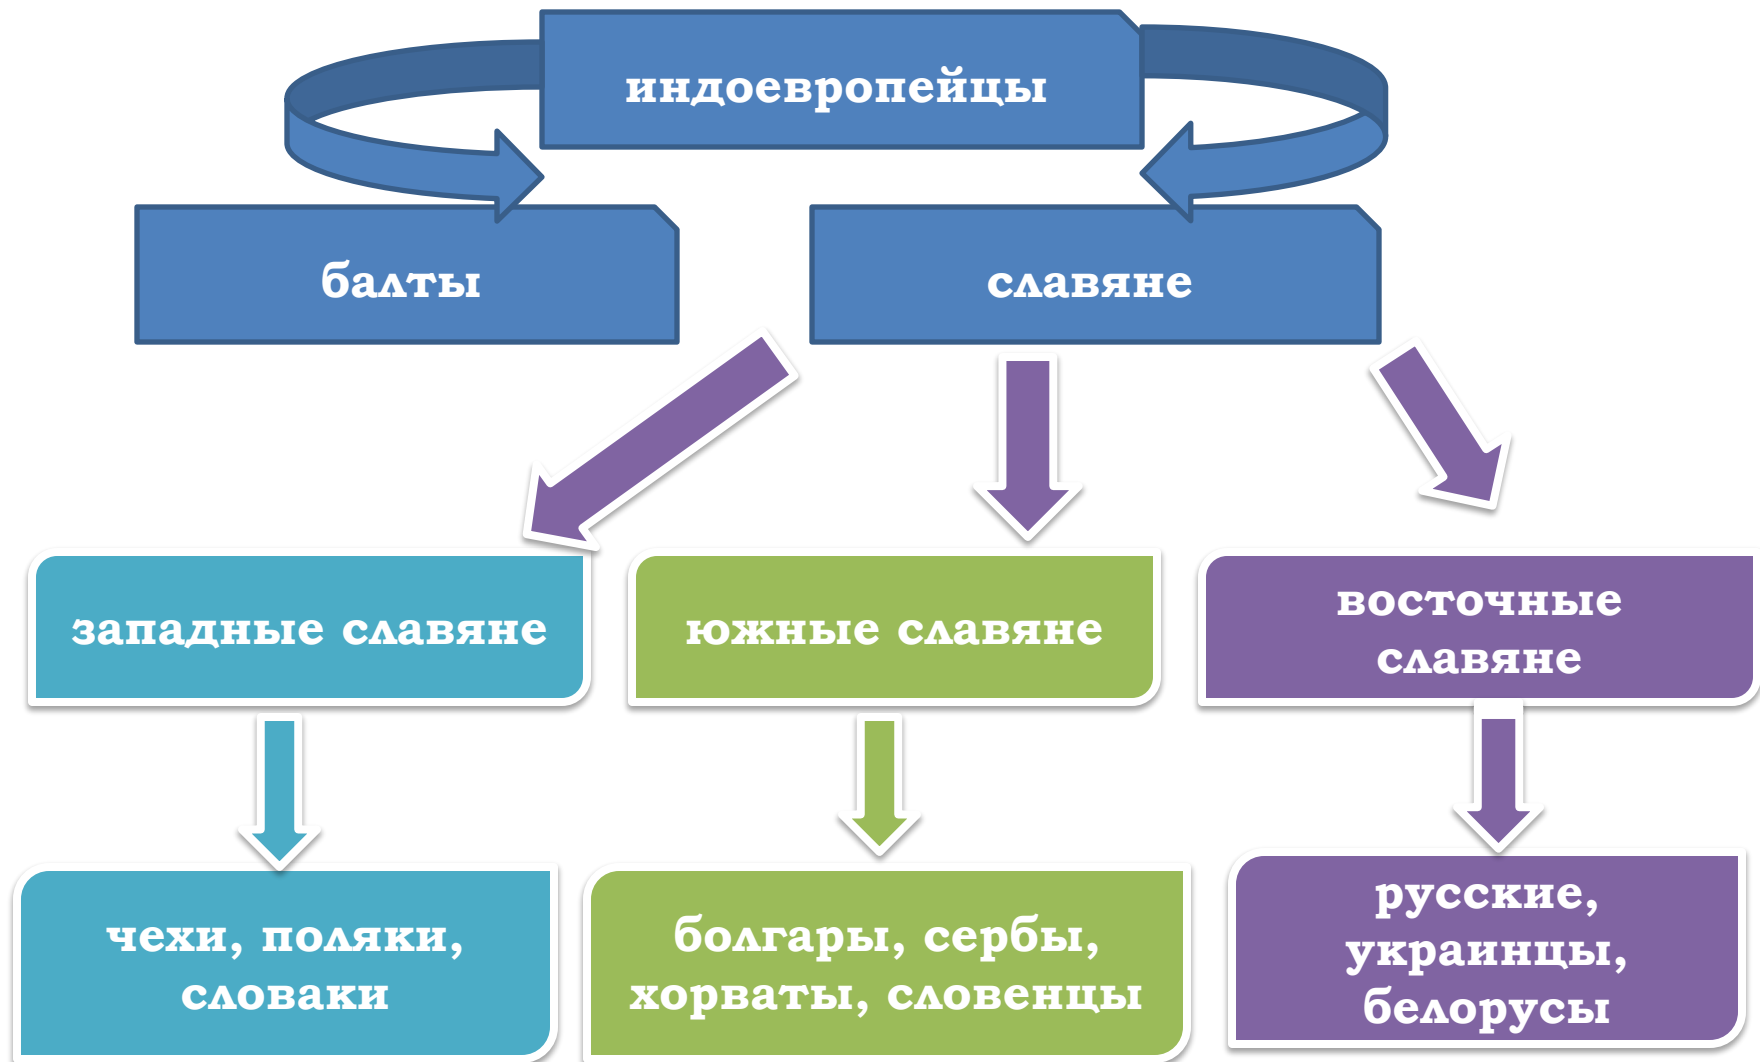 индоевропейцы
балты
славяне
западные славяне
южные славяне
восточные
славяне
чехи, поляки,
словаки
болгары, сербы,
хорваты, словенцы
русские,
украинцы,
белорусы